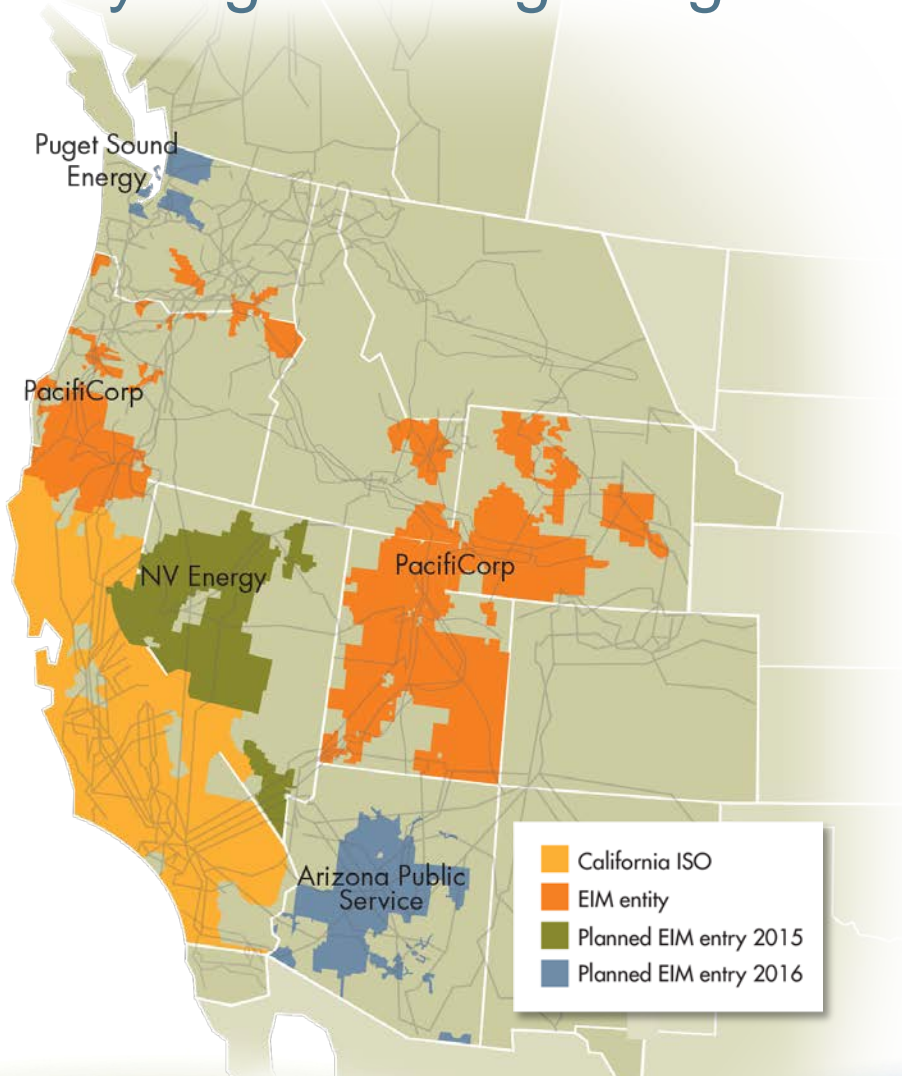 Puget Sound
Energy
PacifiCorp
NV Energy
PacifiCorp
Arizona Public
Service
California ISO
EIM entity
Planned EIM entry 2015
Planned EIM entry 2016